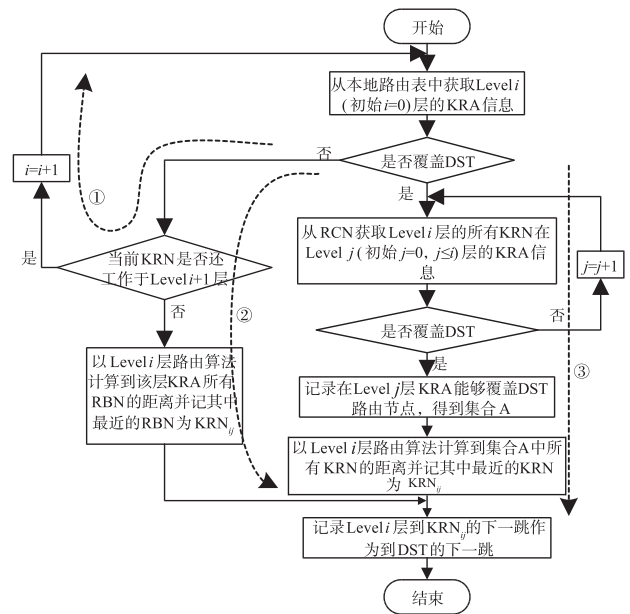 开始
从本地路由表中获取Level i
(初始i=0)层的KRA信息
是否覆盖DST
否
是
i=i+1
①
是
当前KRN是否还
工作于Level i+1层
否
②
从RCN获取Level i层的所有KRN在
Level j(初始j=0, j≤i)层的KRA信
息
j=j+1
否
是否覆盖DST
是
③
以Level i层路由算法
计算到该层KRA所有
RBN的距离并记其中
最近的RBN为KRNij
记录在Level j层KRA能够覆盖DST
路由节点，得到集合A
以Level i层路由算法计算到集合A中所
有KRN的距离并记其中最近的KRN
为 KRNij
记录Level i层到KRNij的下一跳作
为到DST的下一跳
结束